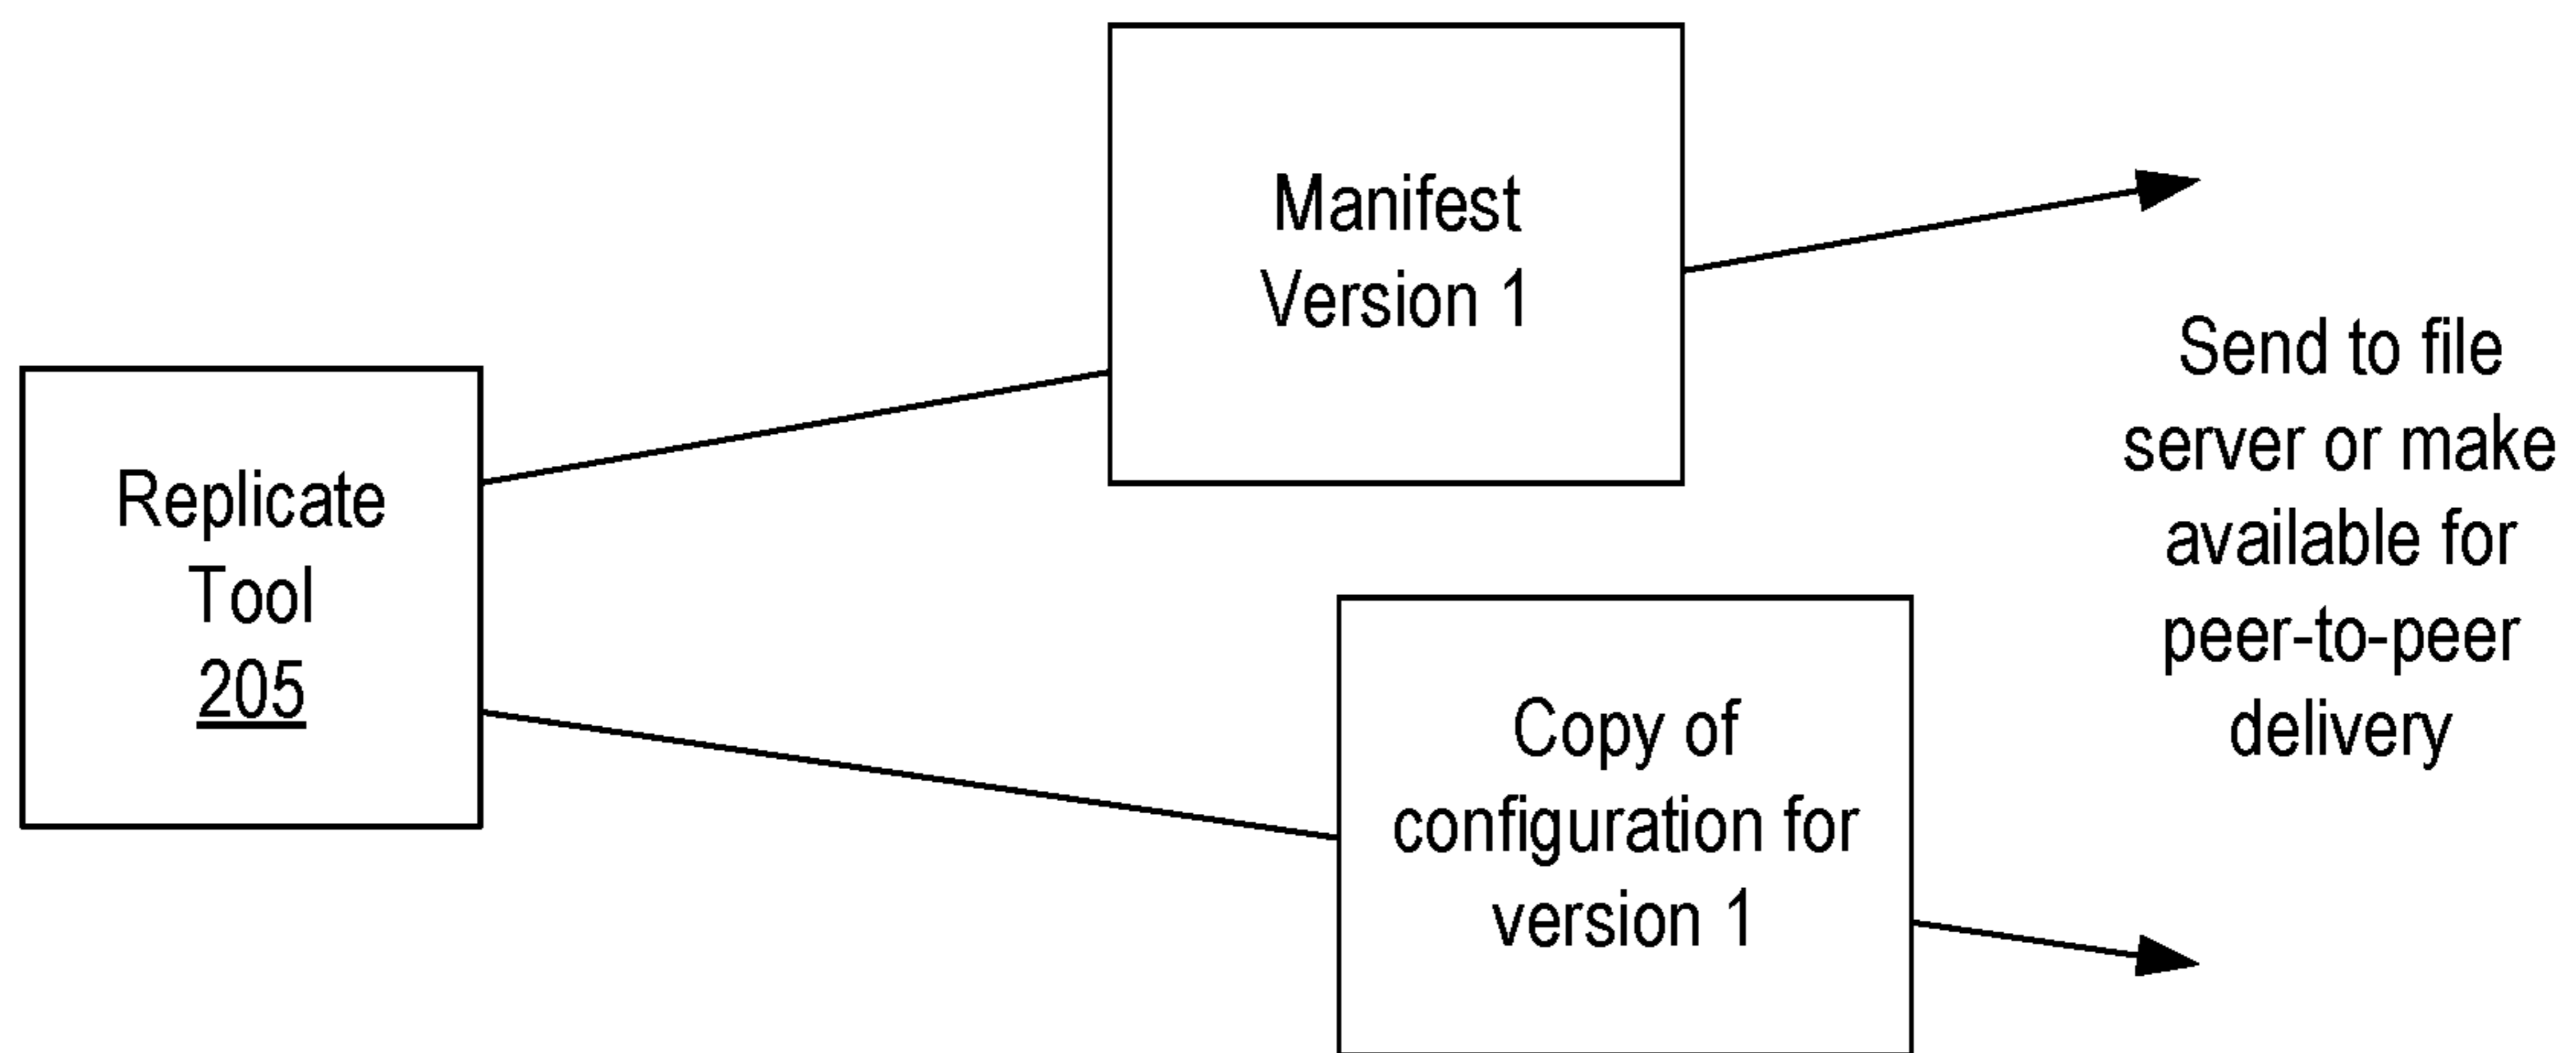 Manifest
Version 1
Replicate
Tool
205
Send to file
server or make
available for
peer-to-peer
delivery
Copy of
configuration for
version 1